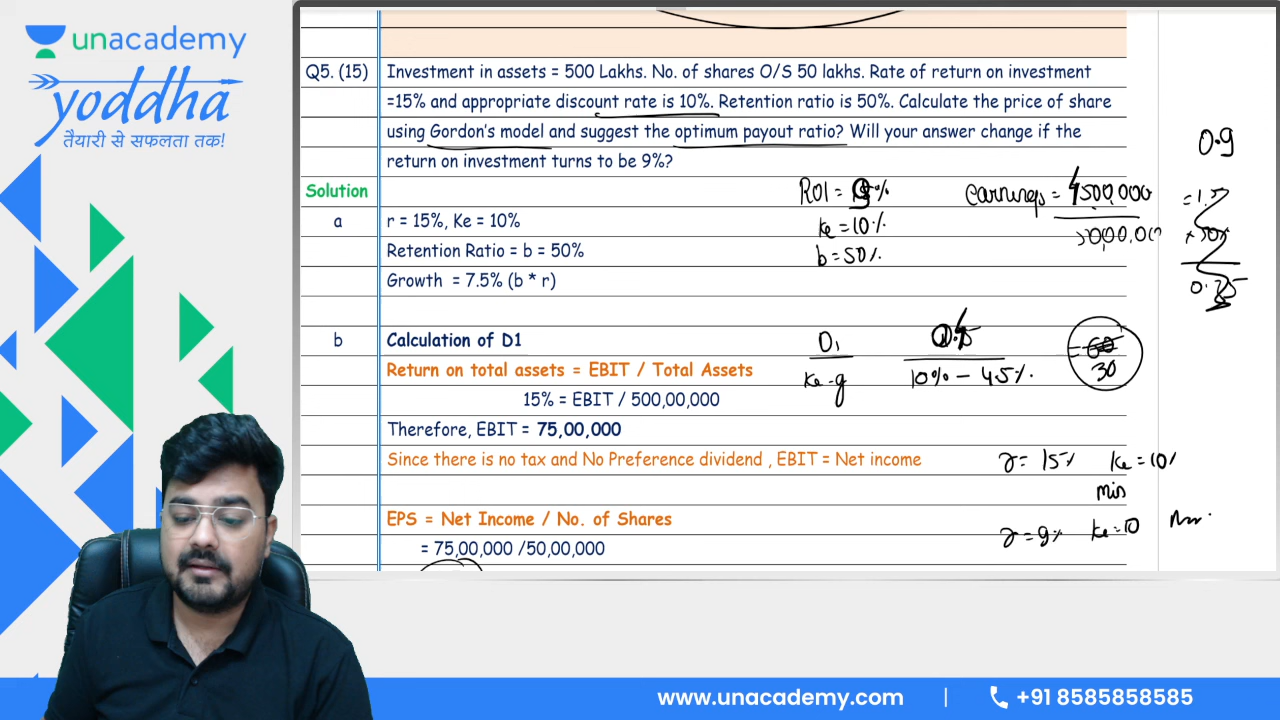 unacademy
yoddha
तैयारी से सफलता तक!
Q5. (15) Investment in assets = 500 Lakhs. No. of shares O/S 50 lakhs. Rate of return on investment
=15% and appropriate discount rate is 10%. Retention ratio is 50%. Calculate the price of share
using Gordon's model and suggest the optimum payout ratio? Will your answer change if the
return on investment turns to be 9%?
0.9
Solution
ROI = %
earnings =
a r = 15%, Ke = 10%
ke = 10%
Retention Ratio = b = 50%
b = 50%
Growth = 7.5% (b * r)
b Calculation of D1
D1
ke - g
10% - 4.5%
= 60
30
Return on total assets = EBIT / Total Assets
15% = EBIT / 500,00,000
Therefore, EBIT = 75,00,000
Since there is no tax and No Preference dividend , EBIT = Net income
r = 15% ke = 10%
min
EPS = Net Income / No. of Shares
r = 9% ke = 10
= 75,00,000 /50,00,000
www.unacademy.com | +91 8585858585